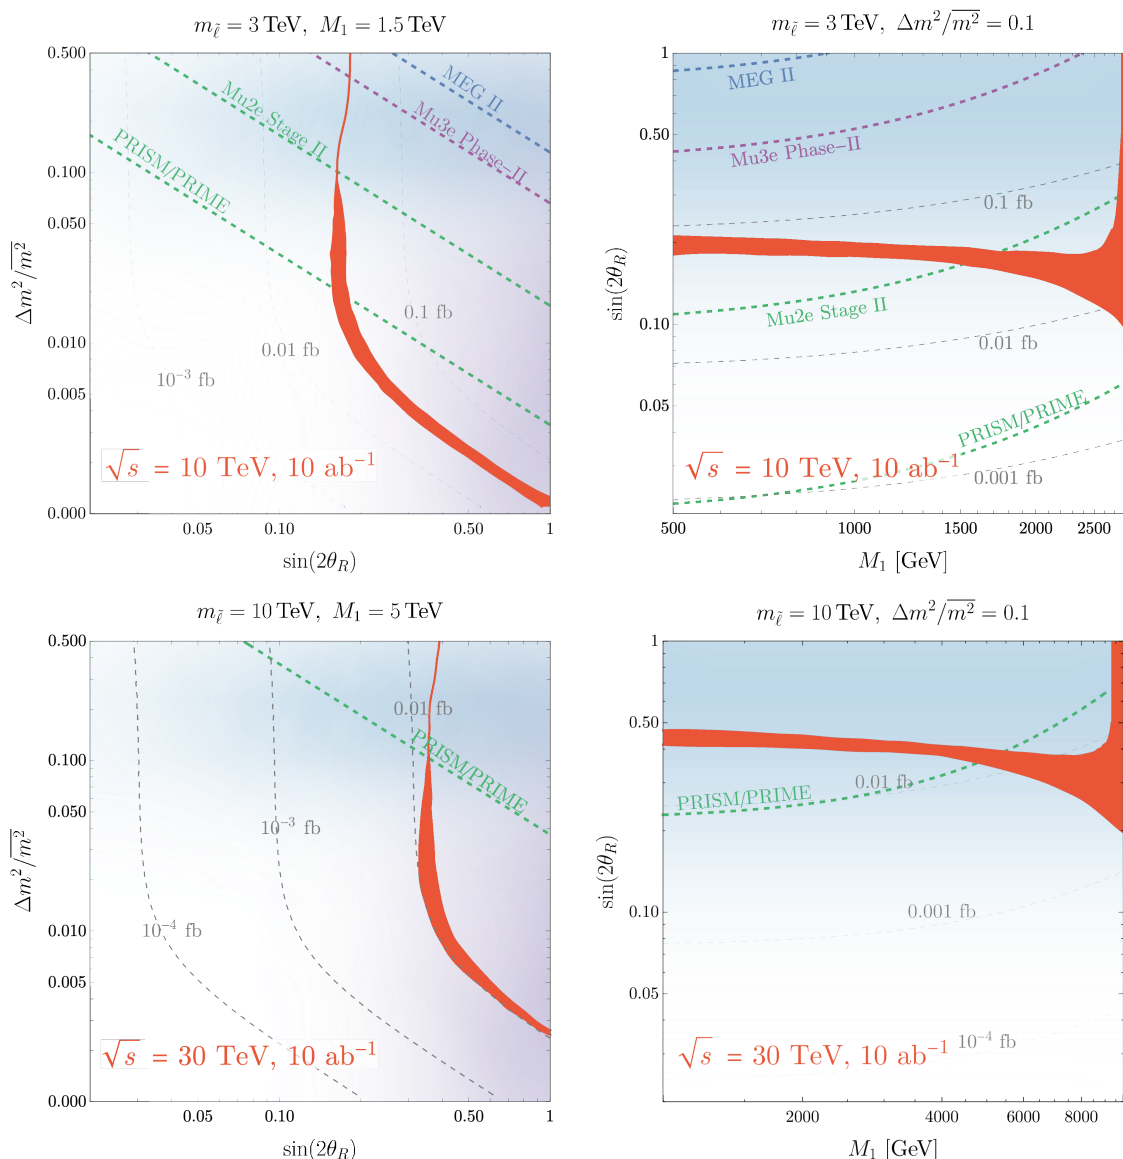 m_ℓ̃ = 3 TeV, M₁ = 1.5 TeV
0.500
0.100
0.050
0.010
0.005
0.000
Δm²/m̅²
MEG II
Mu3e Phase−II
Mu2e Stage II
PRISM/PRIME
0.1 fb
0.01 fb
10⁻³ fb
√s = 10 TeV, 10 ab⁻¹
0.05
0.10
0.50
1
sin(2θ_R)
m_ℓ̃ = 3 TeV, Δm²/m̅² = 0.1
1
0.50
0.10
0.05
sin(2θ_R)
MEG II
Mu3e Phase−II
0.1 fb
Mu2e Stage II
0.01 fb
PRISM/PRIME
0.001 fb
√s = 10 TeV, 10 ab⁻¹
500
1000
1500
2000
2500
M₁ [GeV]
m_ℓ̃ = 10 TeV, M₁ = 5 TeV
0.500
0.100
0.050
0.010
0.005
0.000
Δm²/m̅²
0.01 fb
PRISM/PRIME
10⁻³ fb
10⁻⁴ fb
√s = 30 TeV, 10 ab⁻¹
0.05
0.10
0.50
1
sin(2θ_R)
m_ℓ̃ = 10 TeV, Δm²/m̅² = 0.1
1
0.50
0.10
0.05
sin(2θ_R)
0.01 fb
PRISM/PRIME
0.001 fb
10⁻⁴ fb
√s = 30 TeV, 10 ab⁻¹
2000
4000
6000
8000
M₁ [GeV]